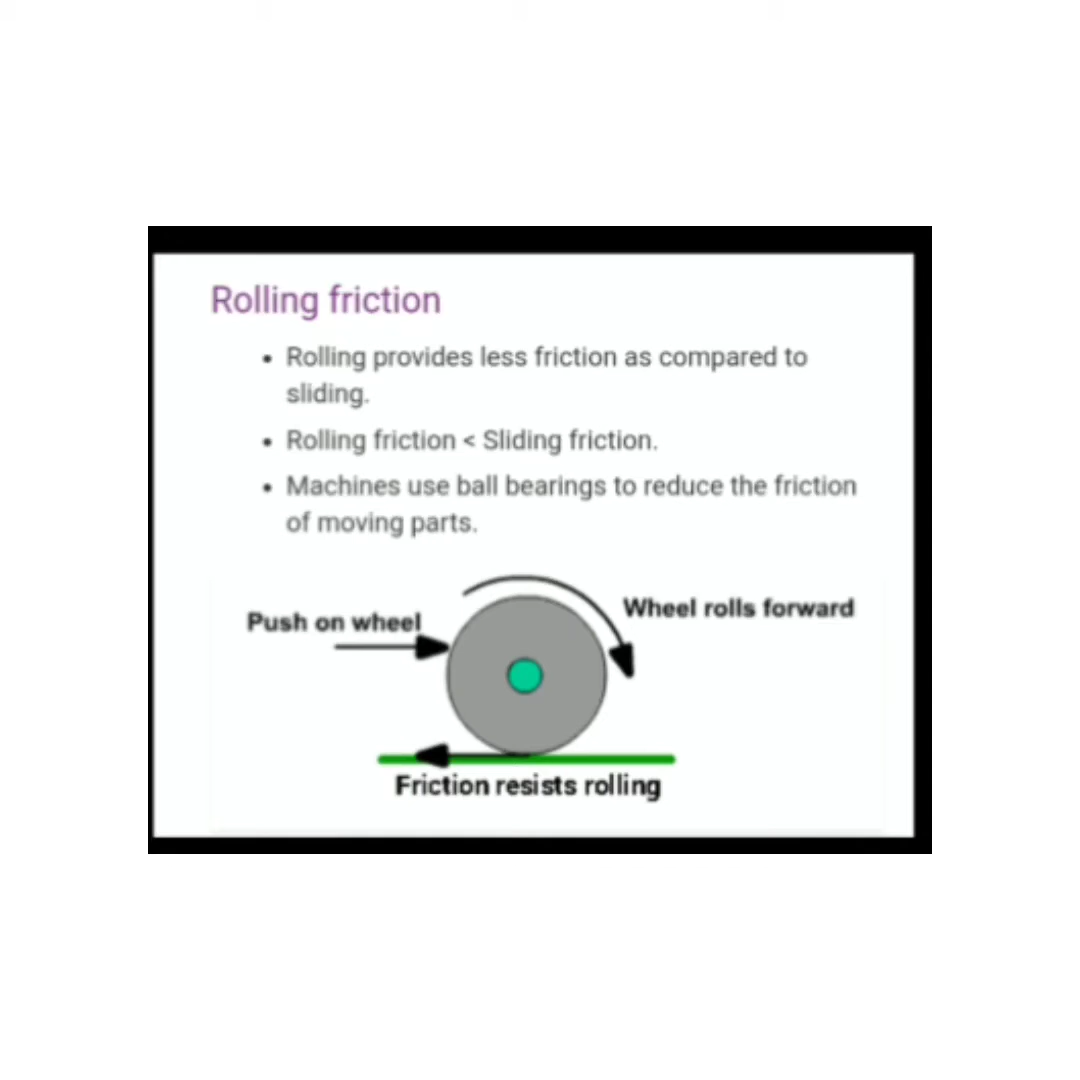 Rolling friction
• Rolling provides less friction as compared to
sliding.
• Rolling friction < Sliding friction.
• Machines use ball bearings to reduce the friction
of moving parts.
Push on wheel
Wheel rolls forward
Friction resists rolling